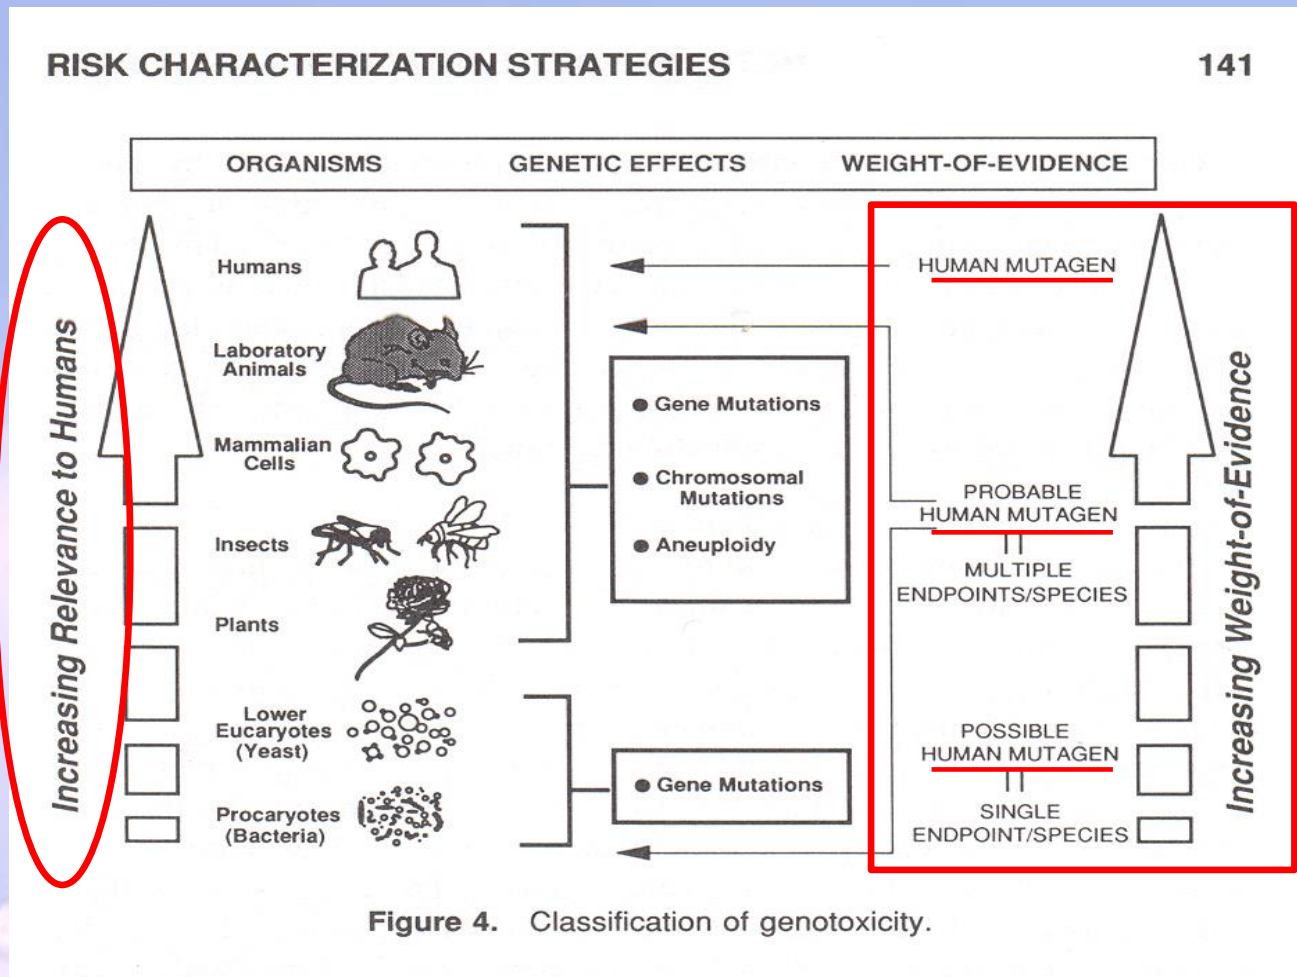 RISK CHARACTERIZATION STRATEGIES 141
ORGANISMS GENETIC EFFECTS WEIGHT-OF-EVIDENCE
Increasing Relevance to Humans
Humans
Laboratory
Animals
Mammalian
Cells
Insects
Plants
Lower
Eucaryotes
(Yeast)
Procaryotes
(Bacteria)
● Gene Mutations
● Chromosomal
Mutations
● Aneuploidy
● Gene Mutations
HUMAN MUTAGEN
PROBABLE
HUMAN MUTAGEN
MULTIPLE
ENDPOINTS/SPECIES
POSSIBLE
HUMAN MUTAGEN
SINGLE
ENDPOINT/SPECIES
Increasing Weight-of-Evidence
Figure 4. Classification of genotoxicity.